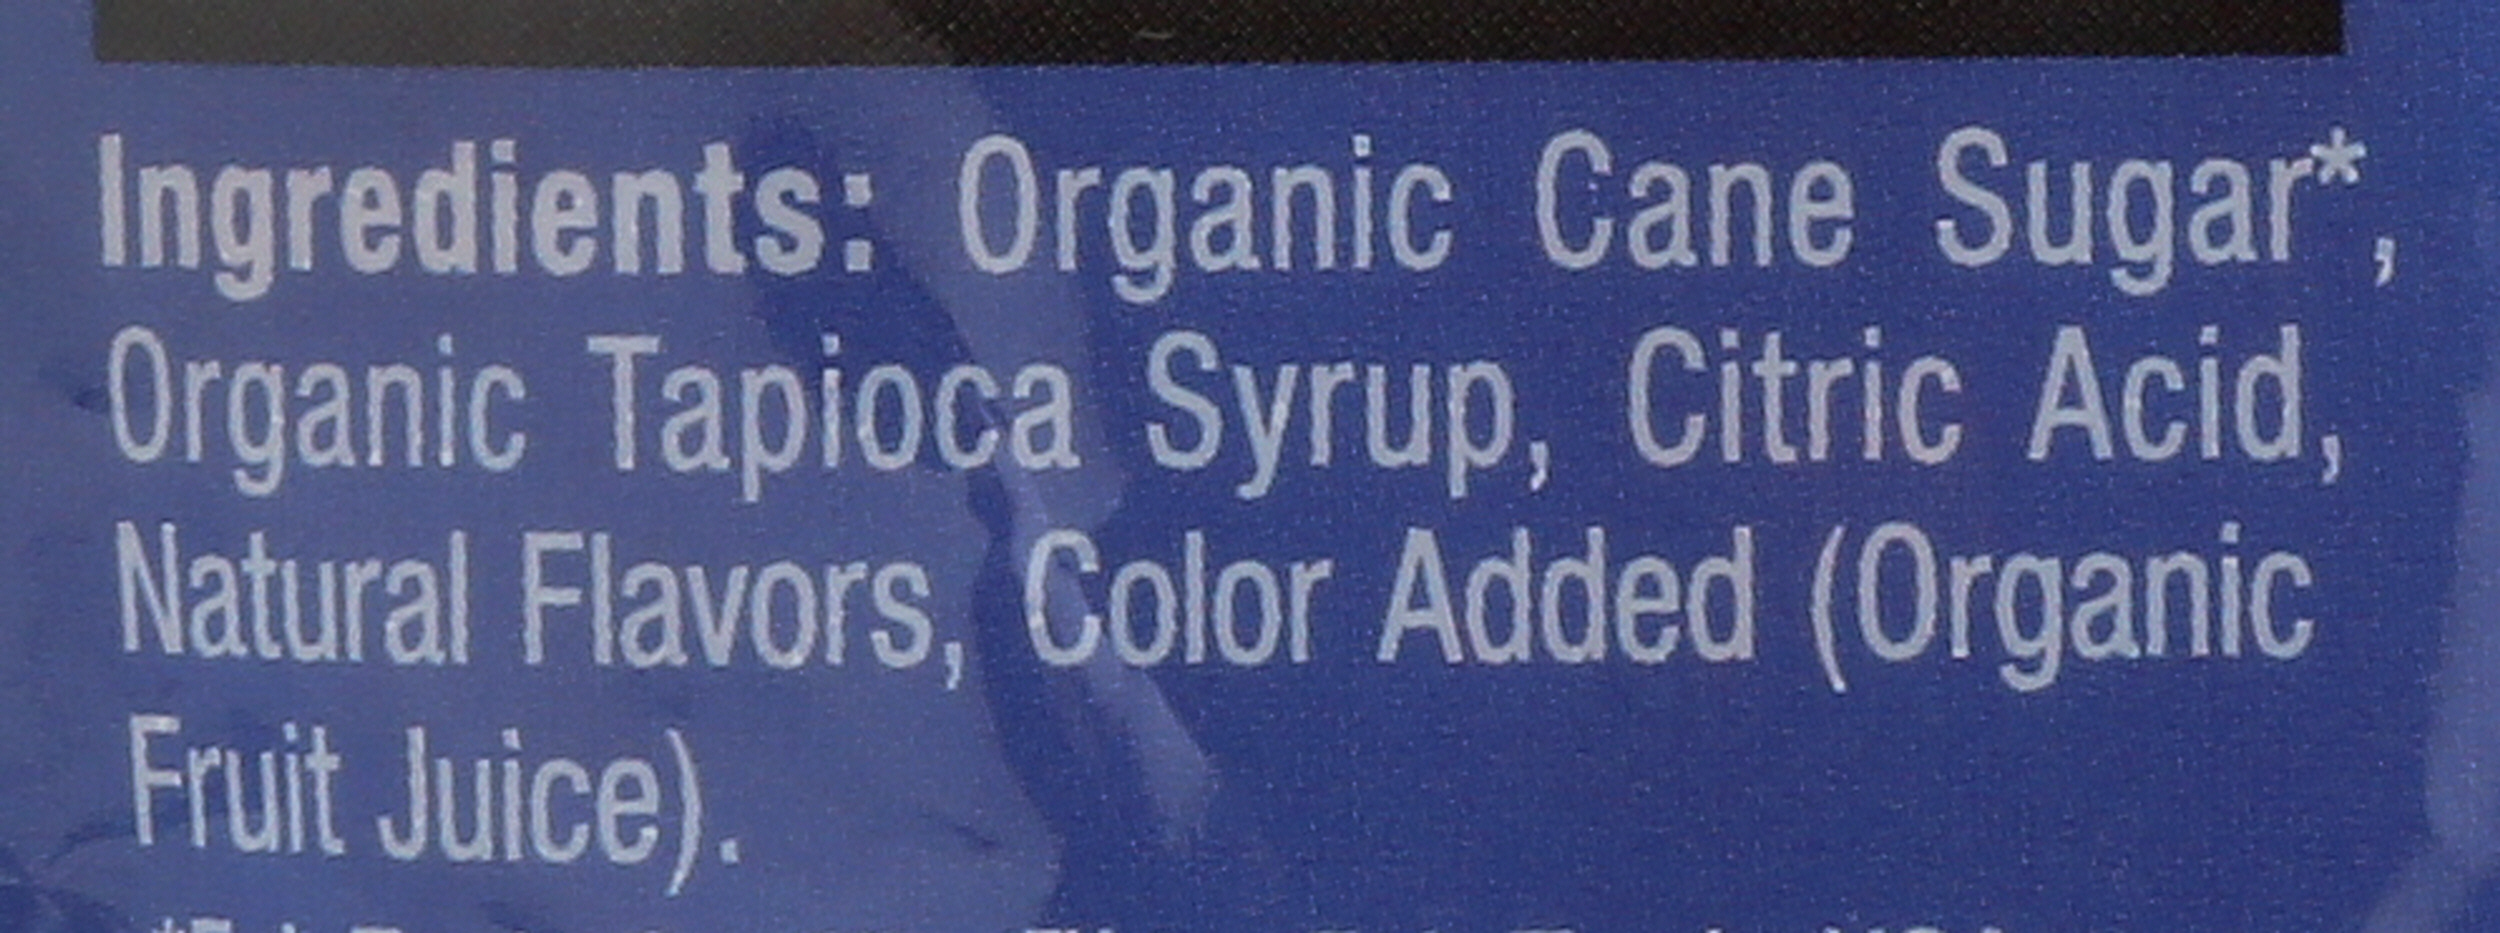 Ingredients: Organic Cane Sugar*,
Organic Tapioca Syrup, Citric Acid,
Natural Flavors, Color Added (Organic
Fruit Juice).